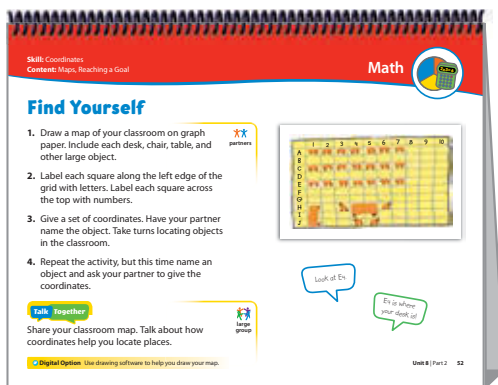 Skill: Coordinates
Content: Maps, Reaching a Goal
Math
Find Yourself
1. Draw a map of your classroom on graph
paper. Include each desk, chair, table, and
other large object.
partners
2. Label each square along the left edge of the
grid with letters. Label each square across
the top with numbers.
3. Give a set of coordinates. Have your partner
name the object. Take turns locating objects
in the classroom.
4. Repeat the activity, but this time name an
object and ask your partner to give the
coordinates.
1 2 3 4 5 6 7 8 9 10
A
B
C
D
E
F
G
H
I
J
Look at E4.
E4 is where
your desk is!
Talk Together
Share your classroom map. Talk about how
coordinates help you locate places.
large
group
Digital Option Use drawing software to help you draw your map.
Unit 8 | Part 2 52